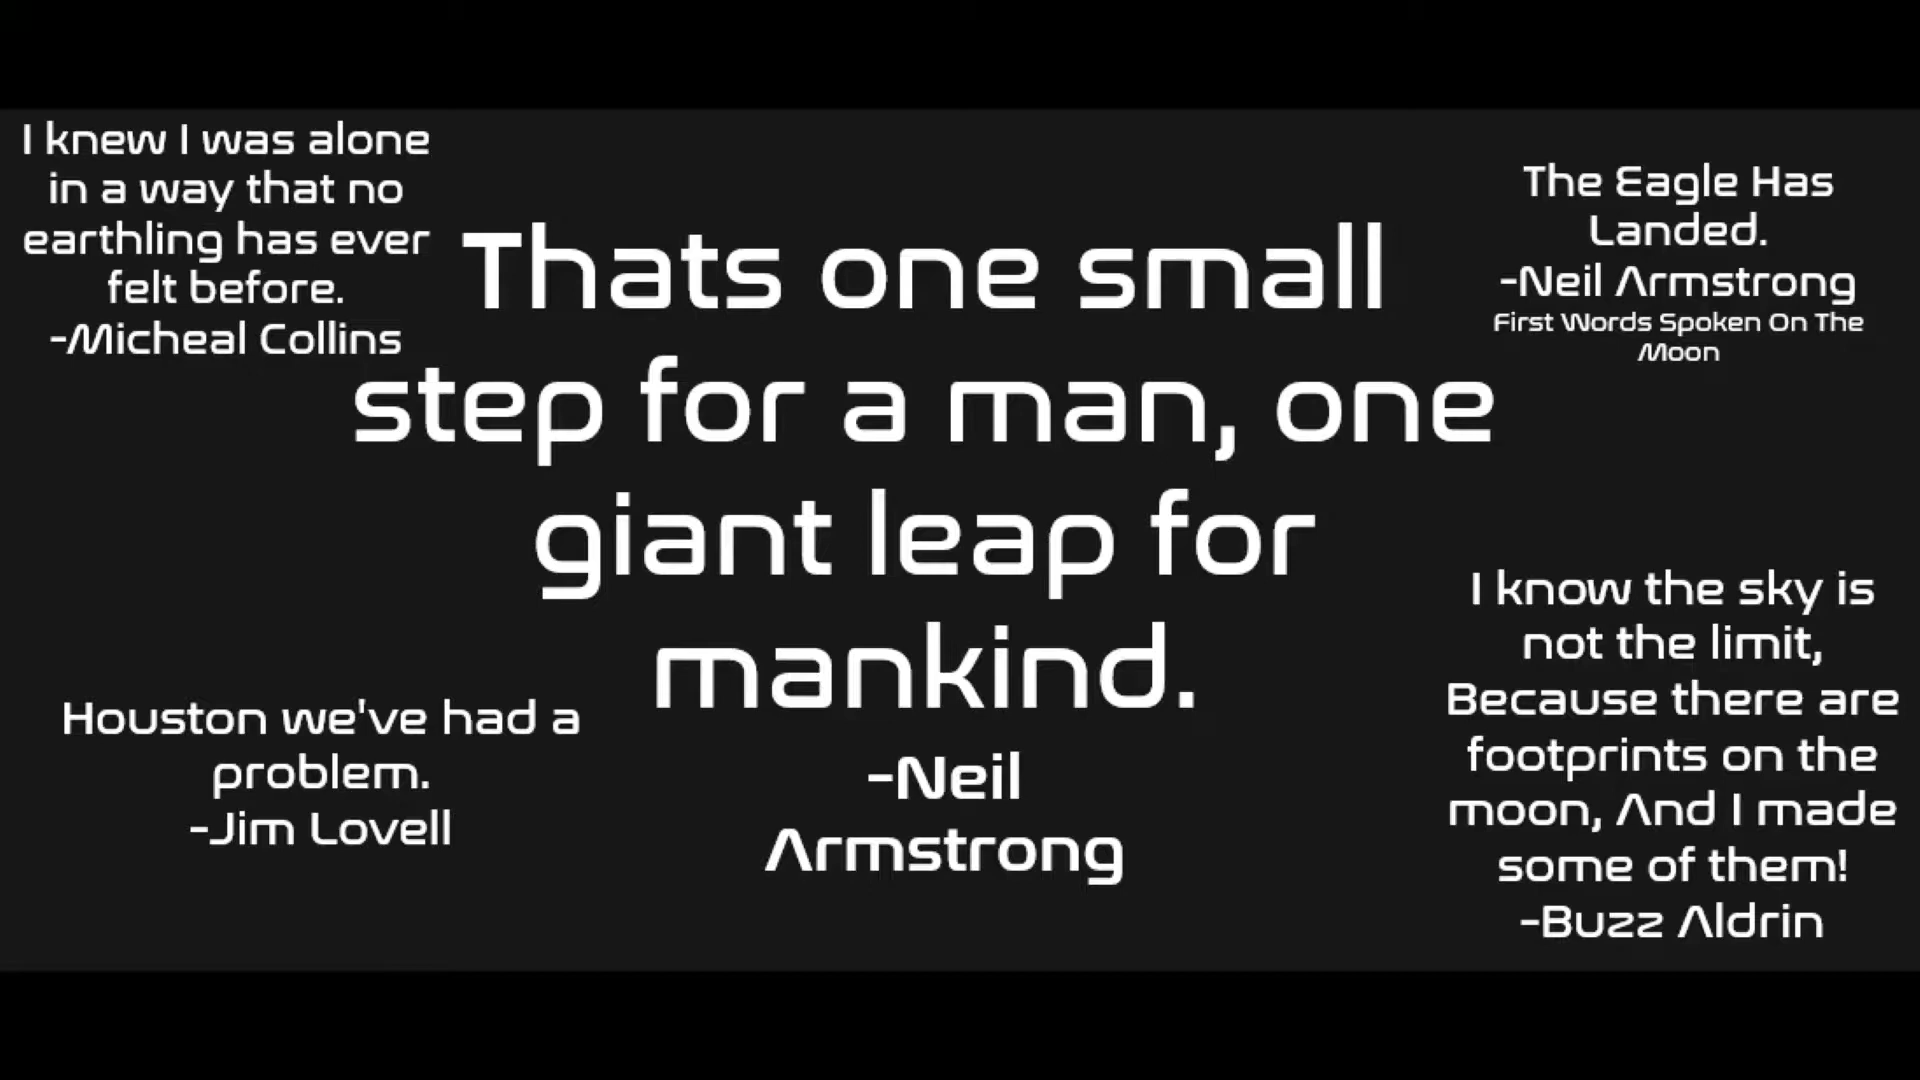 I knew I was alone
in a way that no
earthling has ever
felt before.
-Micheal Collins
Thats one small
step for a man, one
giant leap for
mankind.
-Neil
Armstrong
The Eagle Has
Landed.
-Neil Armstrong
First Words Spoken On The
Moon
Houston we've had a
problem.
-Jim Lovell
I know the sky is
not the limit,
Because there are
footprints on the
moon, And I made
some of them!
-Buzz Aldrin